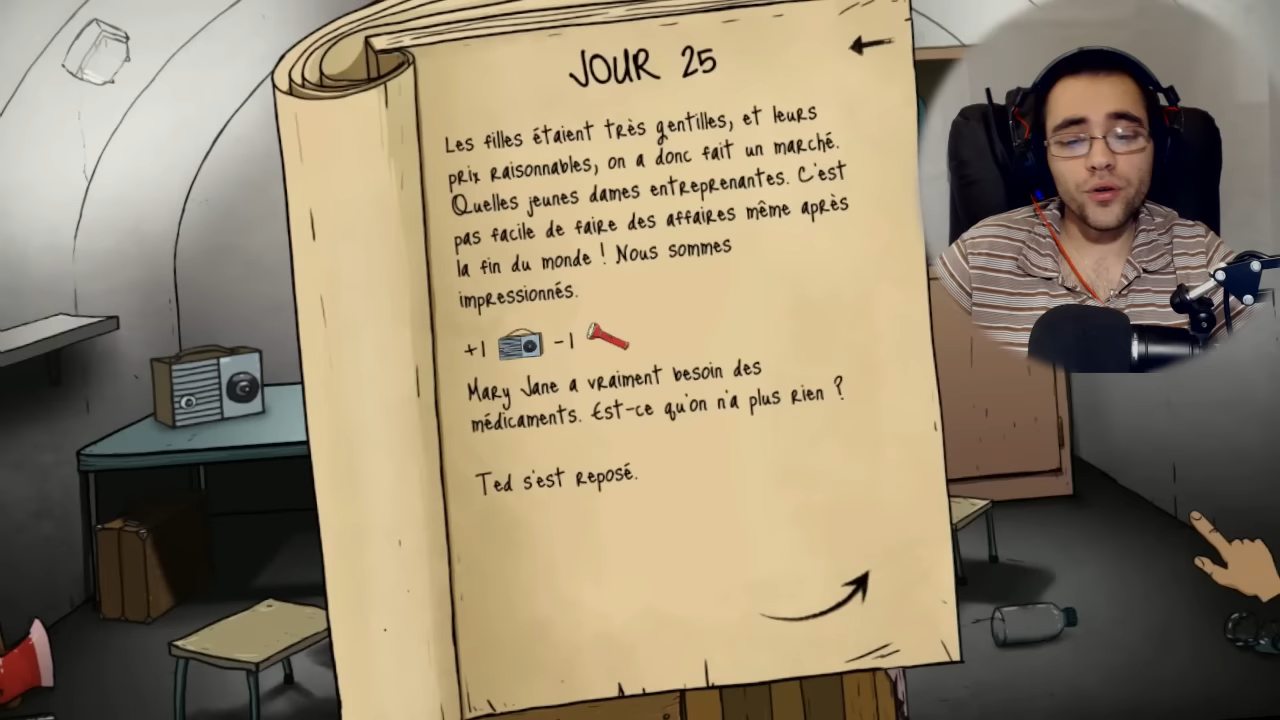 JOUR 25
Les filles étaient très gentilles, et leurs
prix raisonnables, on a donc fait un marché.
Quelles jeunes dames entreprenantes. C'est
pas facile de faire des affaires même après
la fin du monde ! Nous sommes
impressionnés.
+1 -1
Mary Jane a vraiment besoin des
médicaments. Est-ce qu'on n'a plus rien ?
Ted s'est reposé.